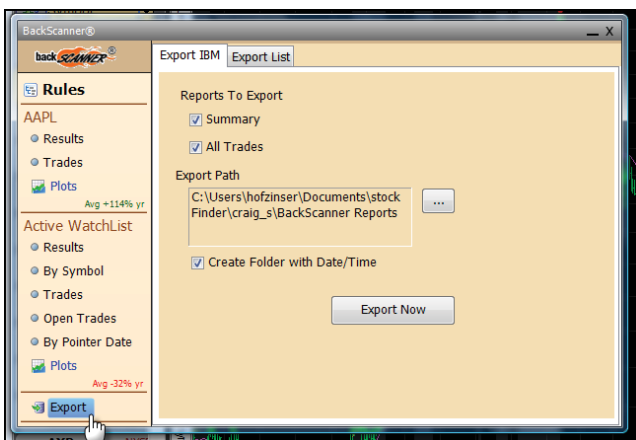 BackScanner®
X
back SCANNER ®
Export IBM
Export List
Rules
AAPL
Results
Trades
Plots
Avg +114% yr
Active WatchList
Results
By Symbol
Trades
Open Trades
By Pointer Date
Plots
Avg -32% yr
Export
Reports To Export
Summary
All Trades
Export Path
C:\Users\hofzinser\Documents\stock
Finder\craig_s\BackScanner Reports
...
Create Folder with Date/Time
Export Now